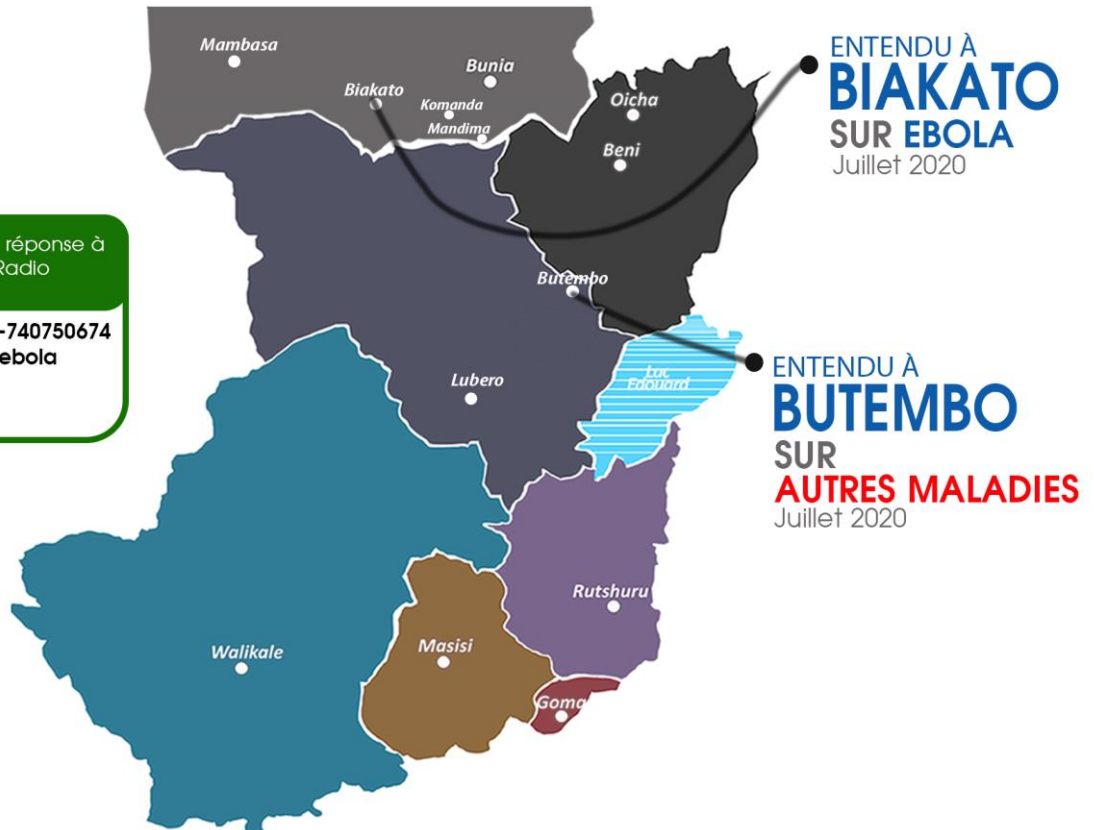 Mambasa
Bunia
Biakato
Komanda
Mandima
Oicha
Beni
ENTENDU À
BIAKATO
SUR EBOLA
Juillet 2020
réponse à
Radio
-740750674
ebola
Butembo
Lubero
Luc
Edouard
ENTENDU À
BUTEMBO
SUR
AUTRES MALADIES
Juillet 2020
Rutshuru
Walikale
Masisi
Goma